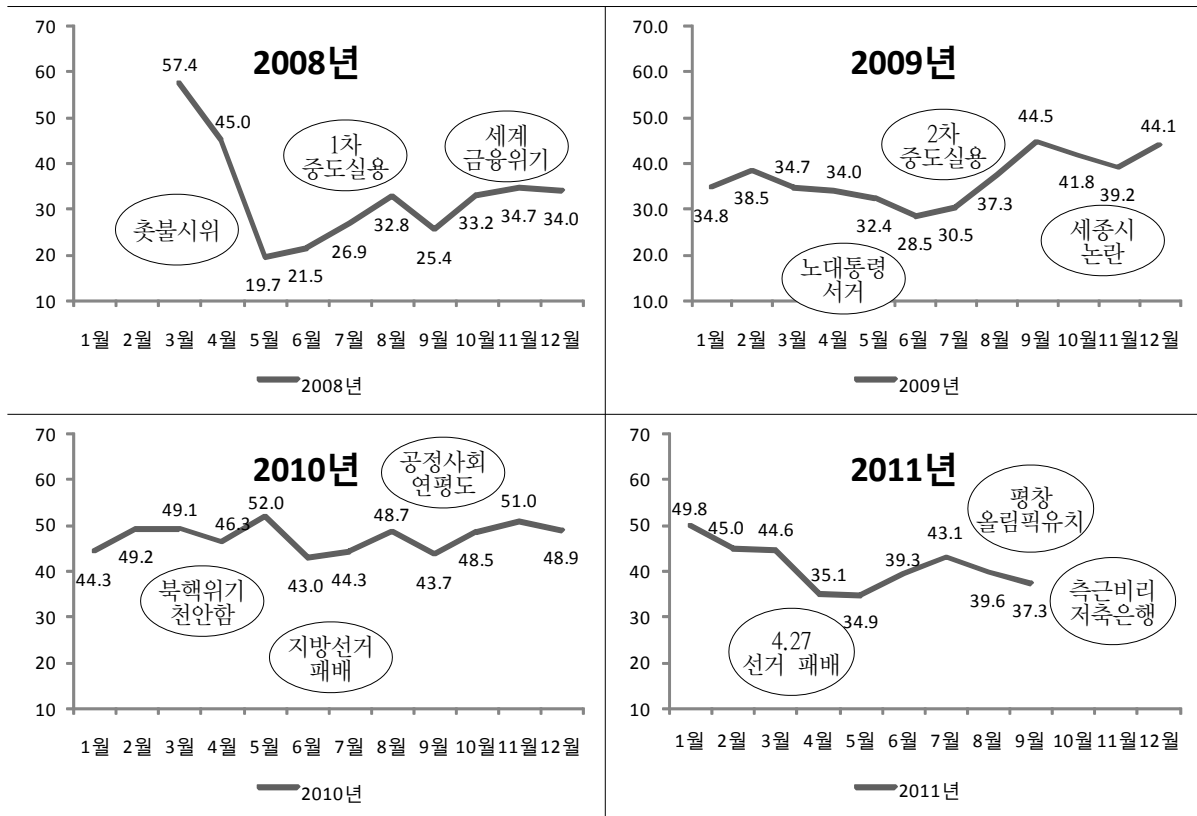 2008년
70
60
50
40
30
20
10
57.4
45.0
19.7
21.5
26.9
32.8
25.4
33.2
34.7
34.0
촛불시위
1차
중도실용
세계
금융위기
1월 2월 3월 4월 5월 6월 7월 8월 9월 10월 11월 12월
2008년
2009년
70
60.0
50.0
40.0
30.0
20.0
10.0
34.8
38.5
34.7
34.0
32.4
28.5
30.5
37.3
44.5
41.8
39.2
44.1
노대통령
서거
2차
중도실용
세종시
논란
1월 2월 3월 4월 5월 6월 7월 8월 9월 10월 11월 12월
2009년
2010년
70
60
50
40
30
20
10
44.3
49.2
49.1
46.3
52.0
43.0
44.3
48.7
43.7
48.5
51.0
48.9
북핵위기
천안함
지방선거
패배
공정사회
연평도
1월 2월 3월 4월 5월 6월 7월 8월 9월 10월 11월 12월
2010년
2011년
70
60
50
40
30
20
10
49.8
45.0
44.6
35.1
34.9
39.3
43.1
39.6
37.3
4.27
선거 패배
평창
올림픽유치
측근비리
저축은행
1월 2월 3월 4월 5월 6월 7월 8월 9월 10월 11월 12월
2011년